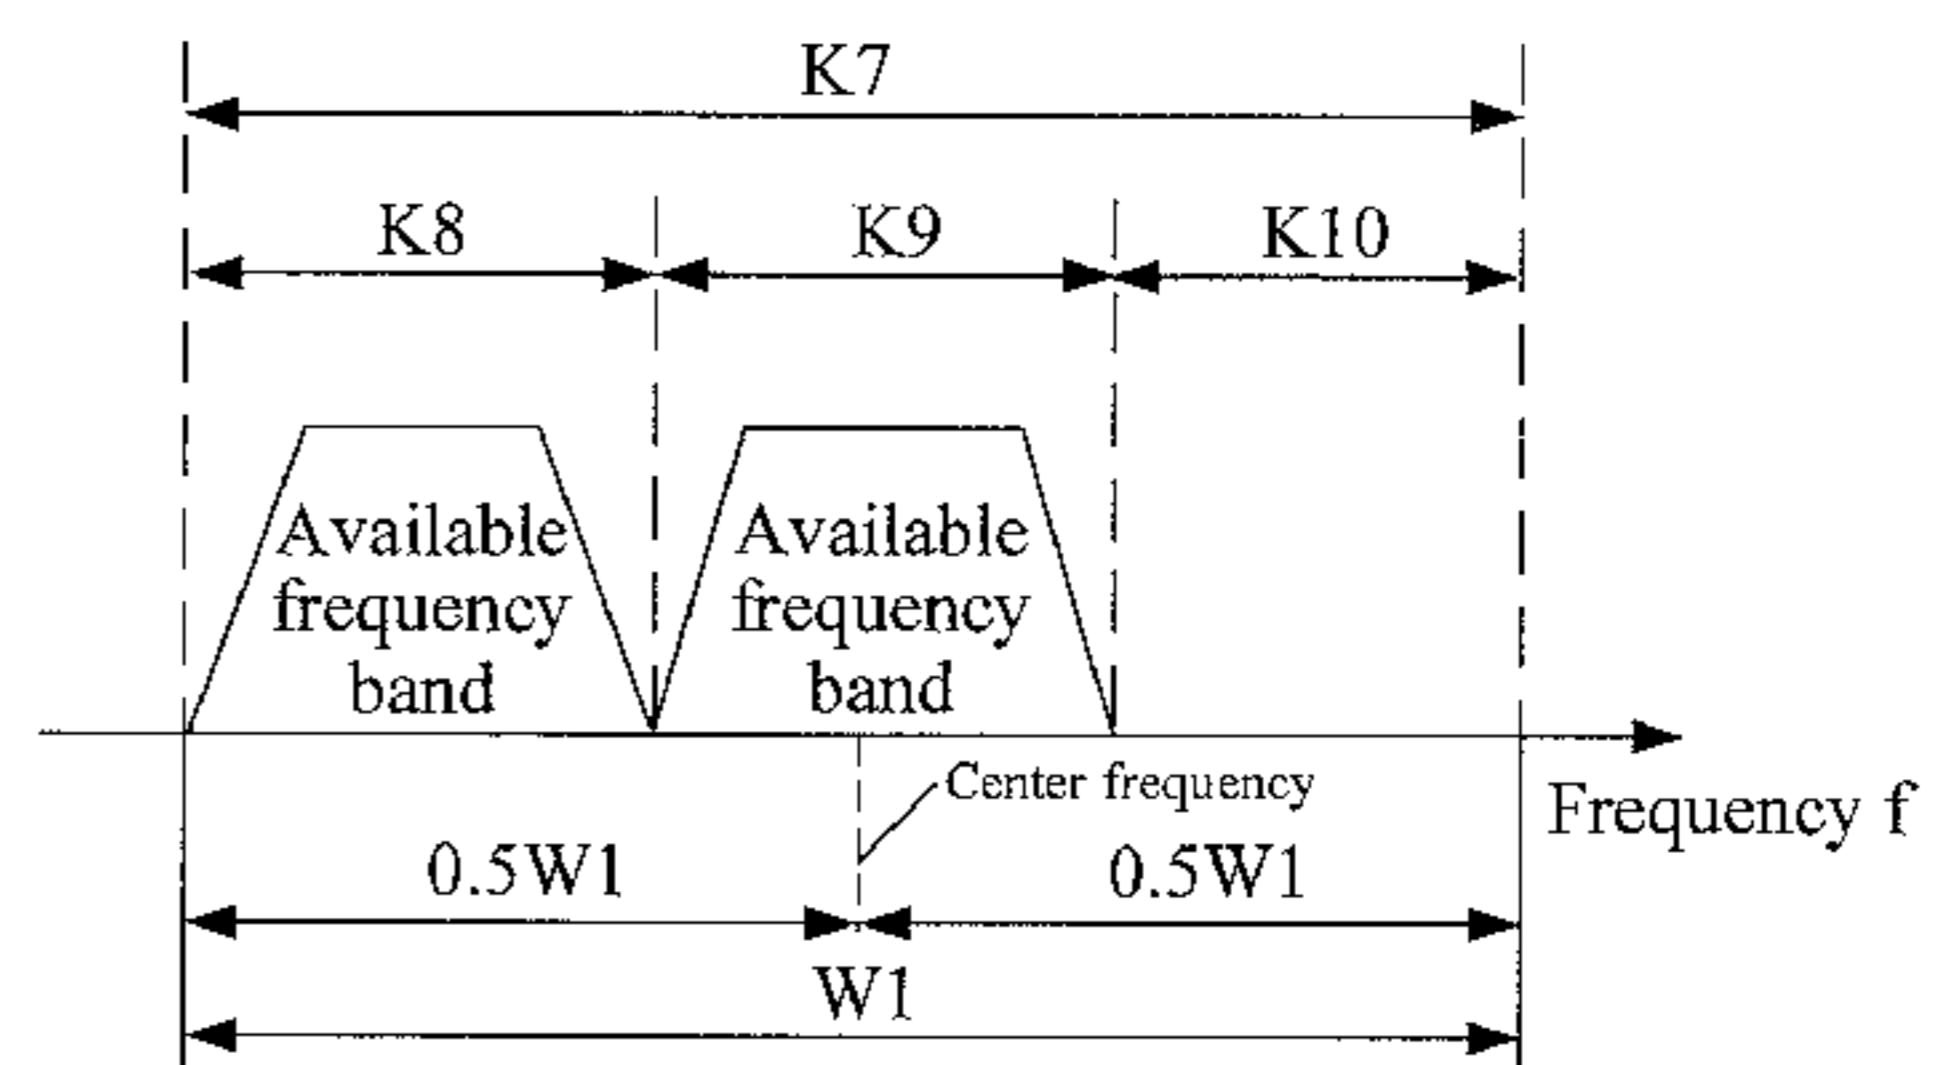 K7
K8
K9
K10
Available
frequency
band
Available
frequency
band
Center frequency
Frequency f
0.5W1
0.5W1
W1